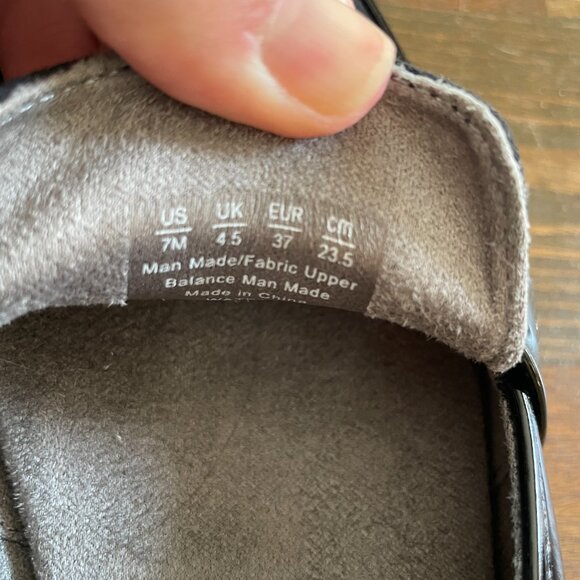 US UK EUR cm
7M 4.5 37 23.5
Man Made/Fabric Upper
Balance Man Made
Made in China